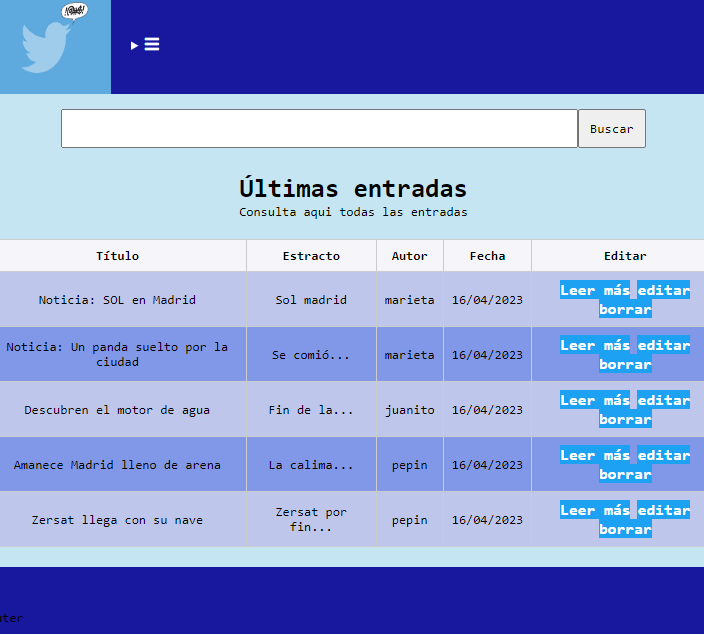 !@#$!
Buscar
Últimas entradas
Consulta aqui todas las entradas
Título Estracto Autor Fecha Editar
Noticia: SOL en Madrid Sol madrid marieta 16/04/2023 Leer más editar
borrar
Noticia: Un panda suelto por la
ciudad Se comió... marieta 16/04/2023 Leer más editar
borrar
Descubren el motor de agua Fin de la... juanito 16/04/2023 Leer más editar
borrar
Amanece Madrid lleno de arena La calima... pepin 16/04/2023 Leer más editar
borrar
Zersat llega con su nave Zersat por
fin... pepin 16/04/2023 Leer más editar
borrar